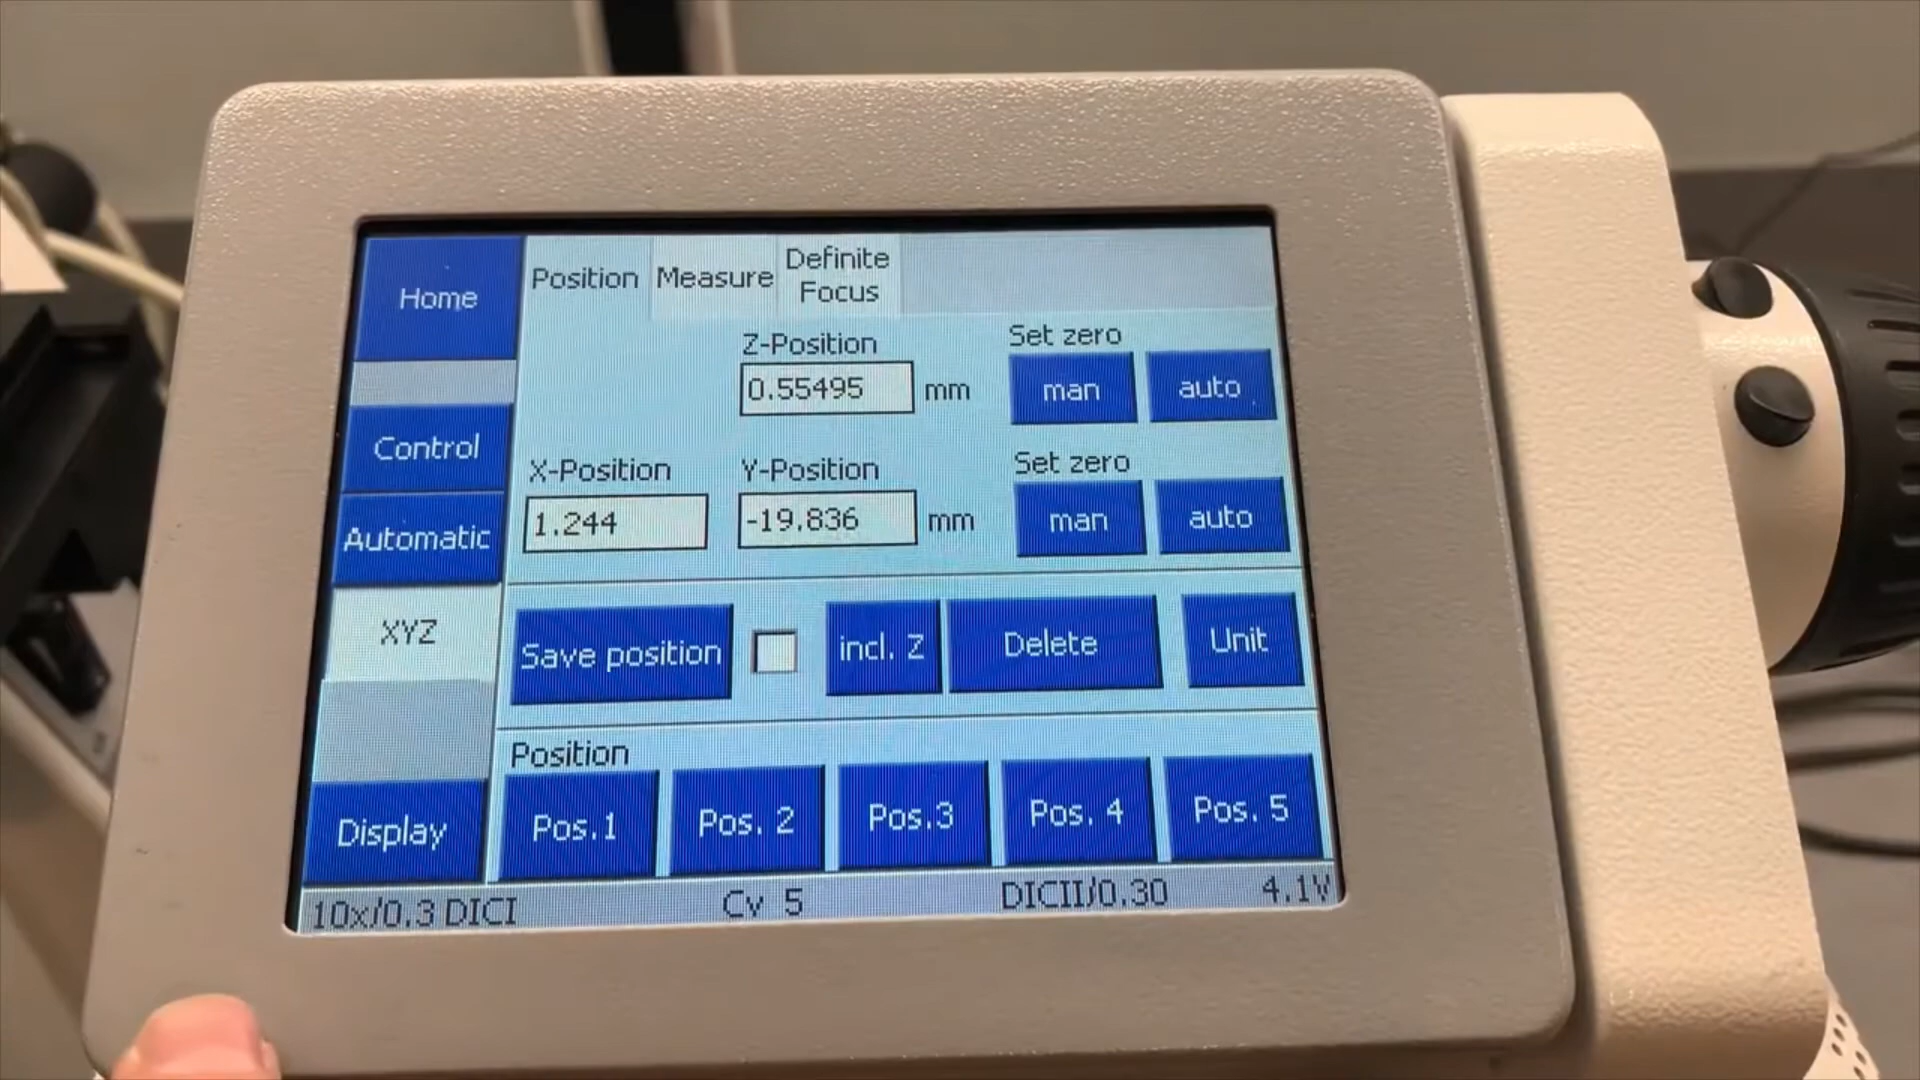 Home
Position
Measure
Definite
Focus
Z-Position
0.55495
mm
Set zero
man
auto
Control
X-Position
1.244
Y-Position
-19.836
mm
Set zero
man
auto
Automatic
XYZ
Save position
incl. Z
Delete
Unit
Position
Pos.1
Pos. 2
Pos.3
Pos. 4
Pos. 5
Display
10x/0.3 DICI
Cv 5
DICII/0.30
4.1V